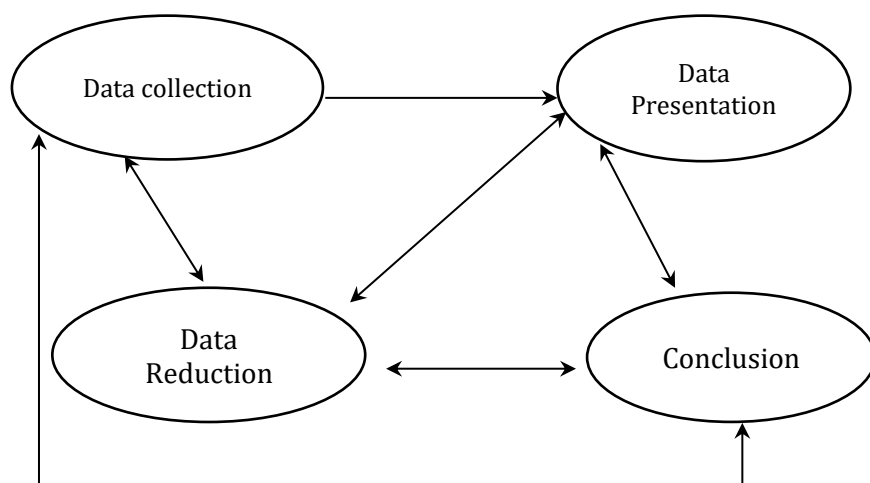 Data collection
Data
Presentation
Data
Reduction
Conclusion